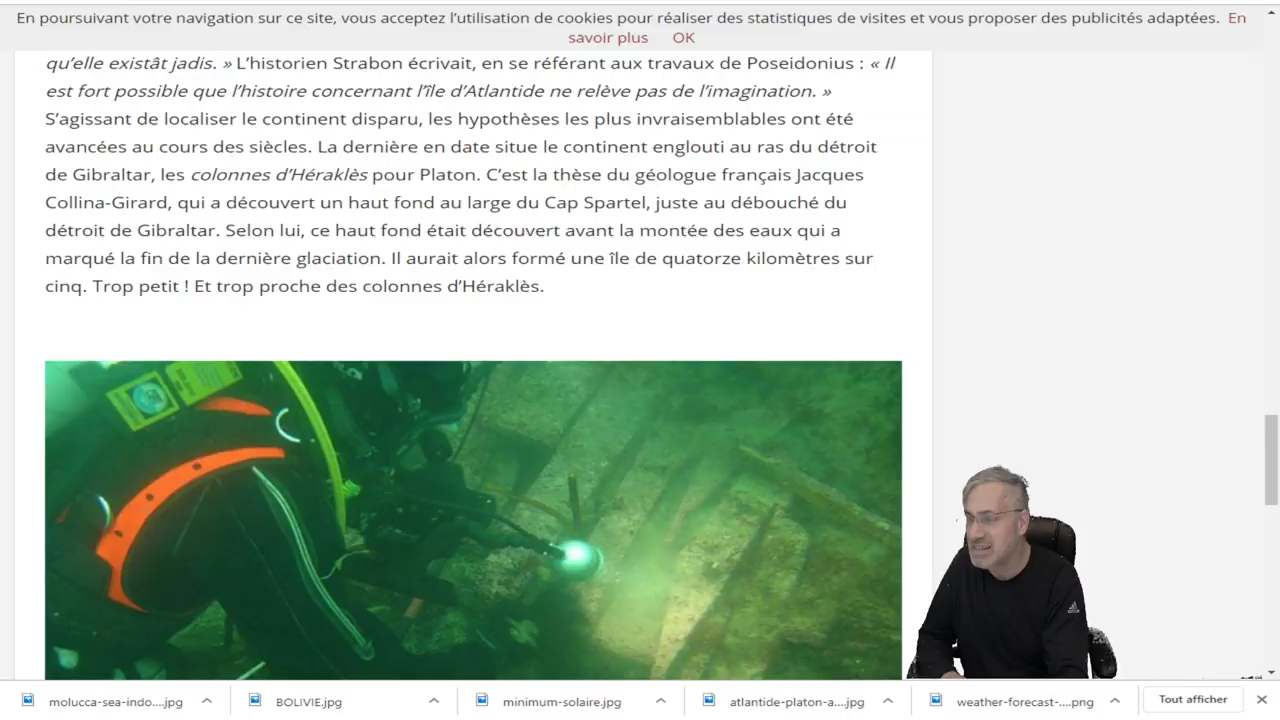 En poursuivant votre navigation sur ce site, vous acceptez l’utilisation de cookies pour réaliser des statistiques de visites et vous proposer des publicités adaptées. En
savoir plus OK
qu’elle existât jadis. » L’historien Strabon écrivait, en se référant aux travaux de Poseidonius : « Il
est fort possible que l’histoire concernant l’île d’Atlantide ne relève pas de l’imagination. »
S’agissant de localiser le continent disparu, les hypothèses les plus invraisemblables ont été
avancées au cours des siècles. La dernière en date situe le continent englouti au ras du détroit
de Gibraltar, les colonnes d’Héraklès pour Platon. C’est la thèse du géologue français Jacques
Collina-Girard, qui a découvert un haut fond au large du Cap Spartel, juste au débouché du
détroit de Gibraltar. Selon lui, ce haut fond était découvert avant la montée des eaux qui a
marqué la fin de la dernière glaciation. Il aurait alors formé une île de quatorze kilomètres sur
cinq. Trop petit ! Et trop proche des colonnes d’Héraklès.
molucca-sea-indo....jpg BOLIVIE.jpg minimum-solaire.jpg atlantide-platon-a....jpg weather-forecast-....png Tout afficher